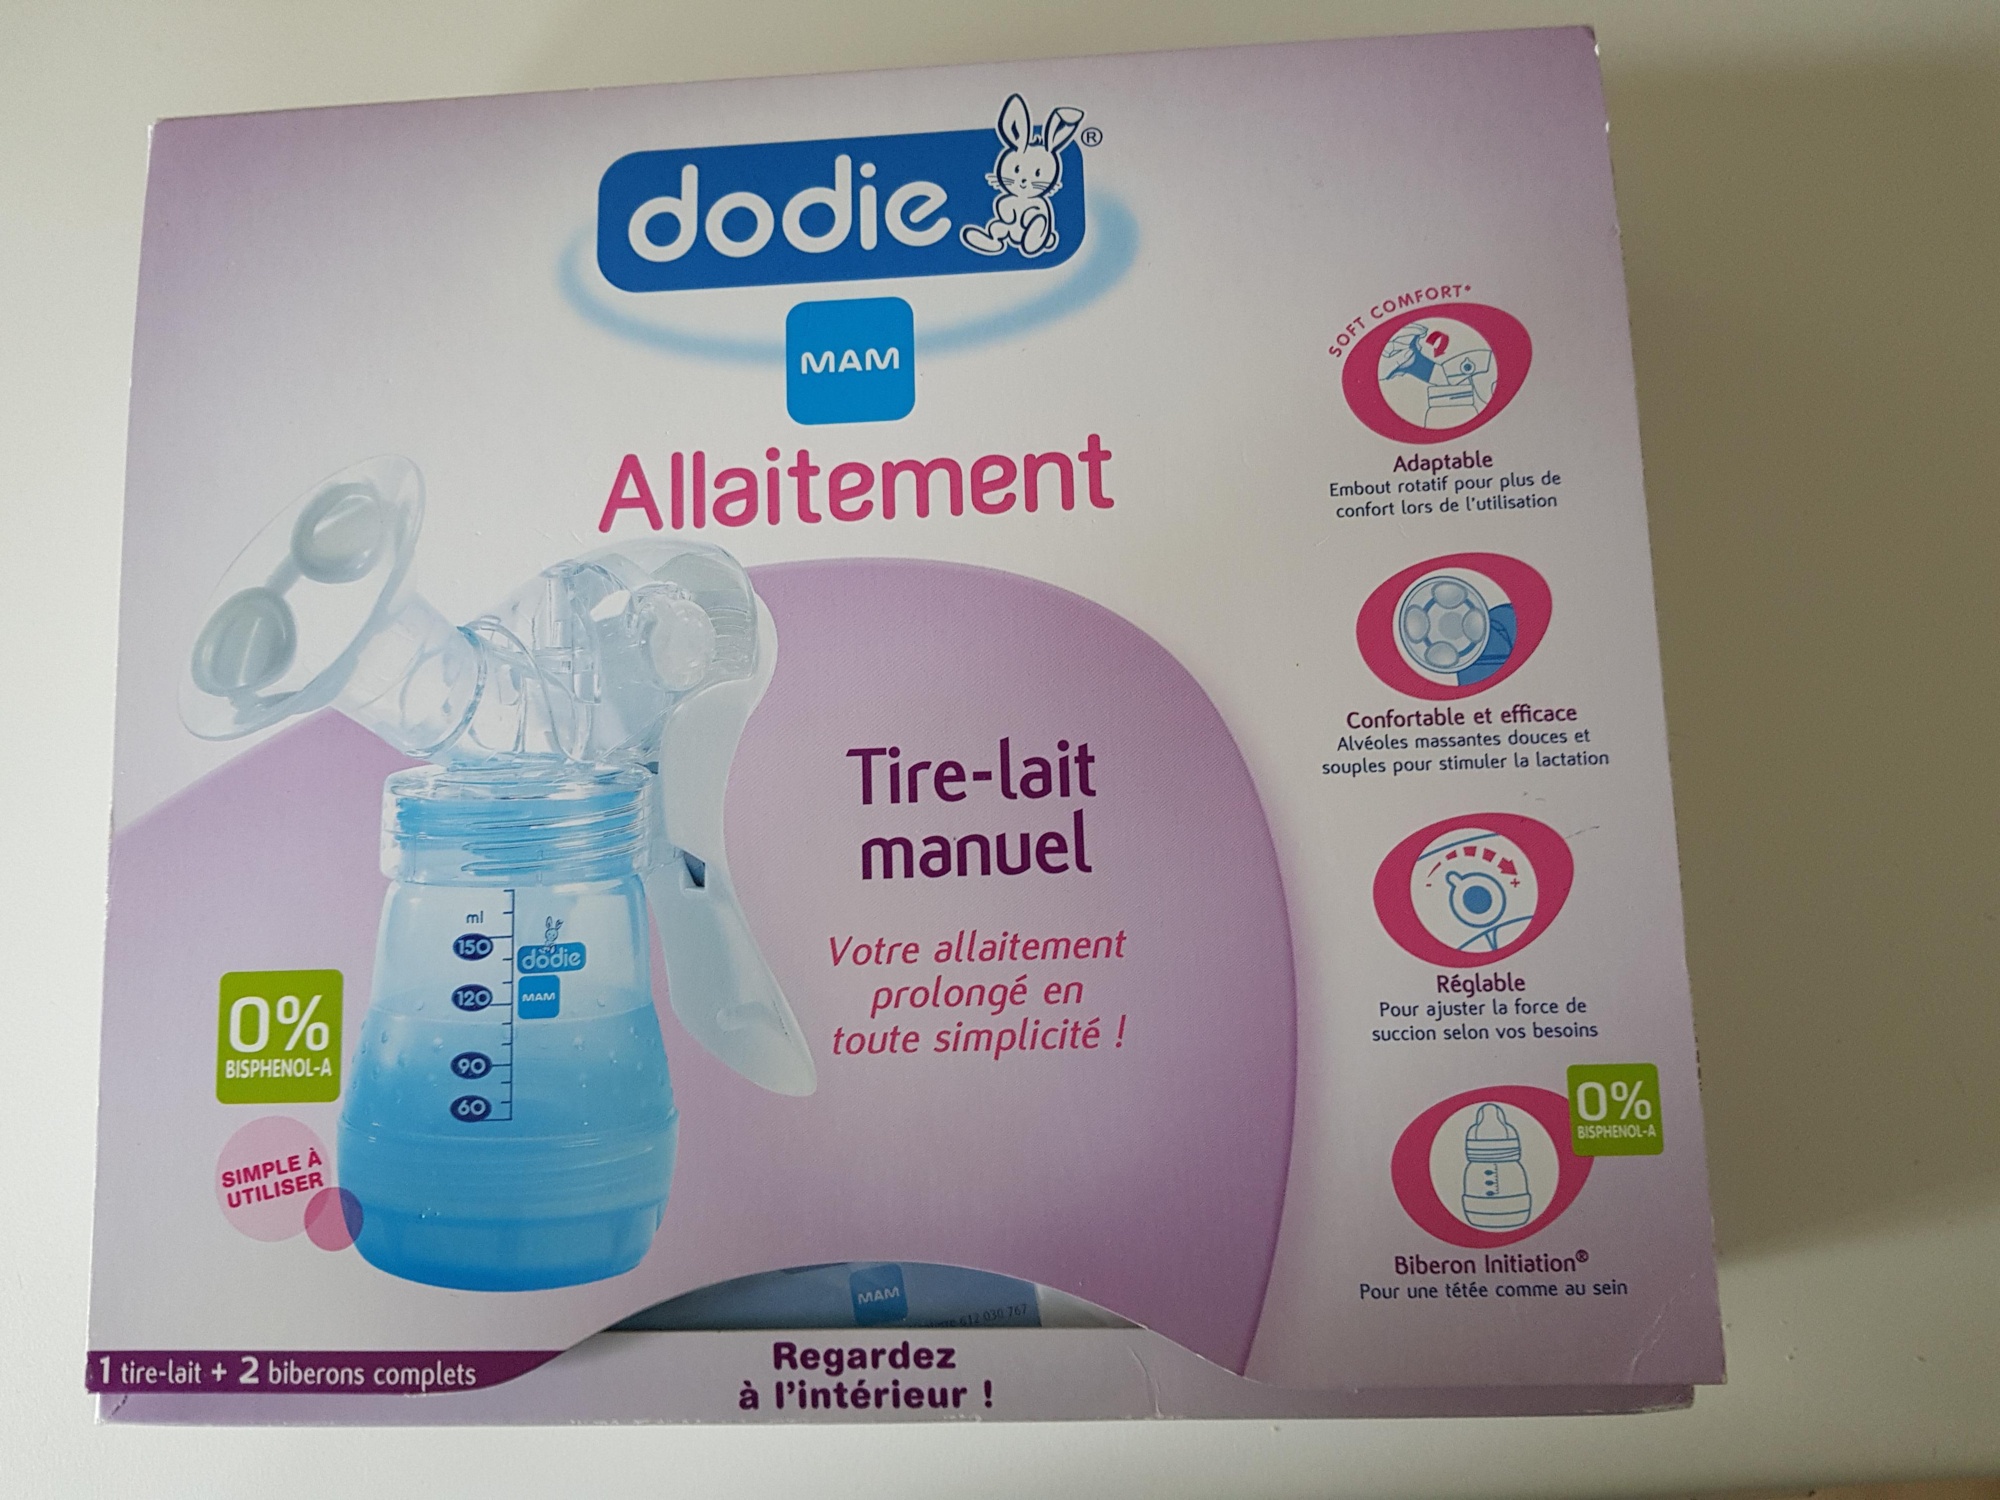 dodie®
MAM
Allaitement
Tire-lait
manuel
Votre allaitement
prolongé en
toute simplicité !
ml
150
120
90
60
dodie
MAM
0%
BISPHENOL-A
SIMPLE À
UTILISER
SOFT COMFORT*
Adaptable
Embout rotatif pour plus de
confort lors de l'utilisation
Confortable et efficace
Alvéoles massantes douces et
souples pour stimuler la lactation
- +
Réglable
Pour ajuster la force de
succion selon vos besoins
0%
BISPHENOL-A
Biberon Initiation®
Pour une tétée comme au sein
MAM
612 030 767
1 tire-lait + 2 biberons complets
Regardez
à l'intérieur !